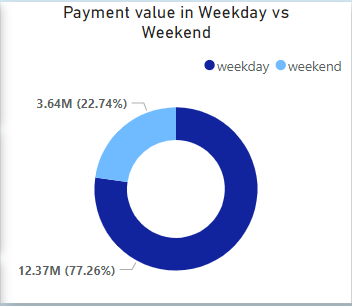 Payment value in Weekday vs
Weekend
weekday weekend
3.64M (22.74%)
12.37M (77.26%)